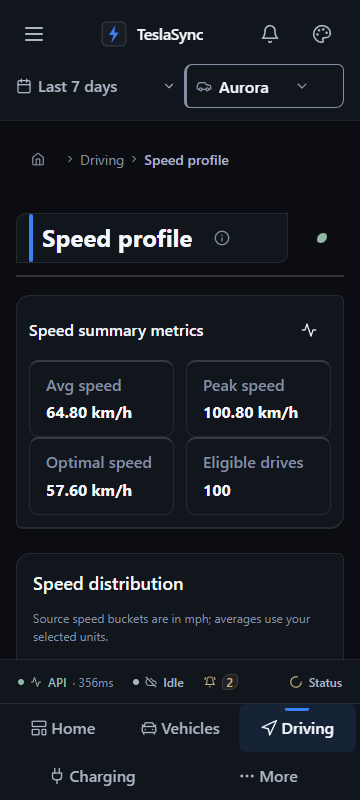 TeslaSync
Last 7 days
Aurora
Driving
Speed profile
Speed profile
Speed summary metrics
Avg speed
64.80 km/h
Peak speed
100.80 km/h
Optimal speed
57.60 km/h
Eligible drives
100
Speed distribution
Source speed buckets are in mph; averages use your
selected units.
API · 356ms
Idle
2
Status
Home
Vehicles
Driving
Charging
More